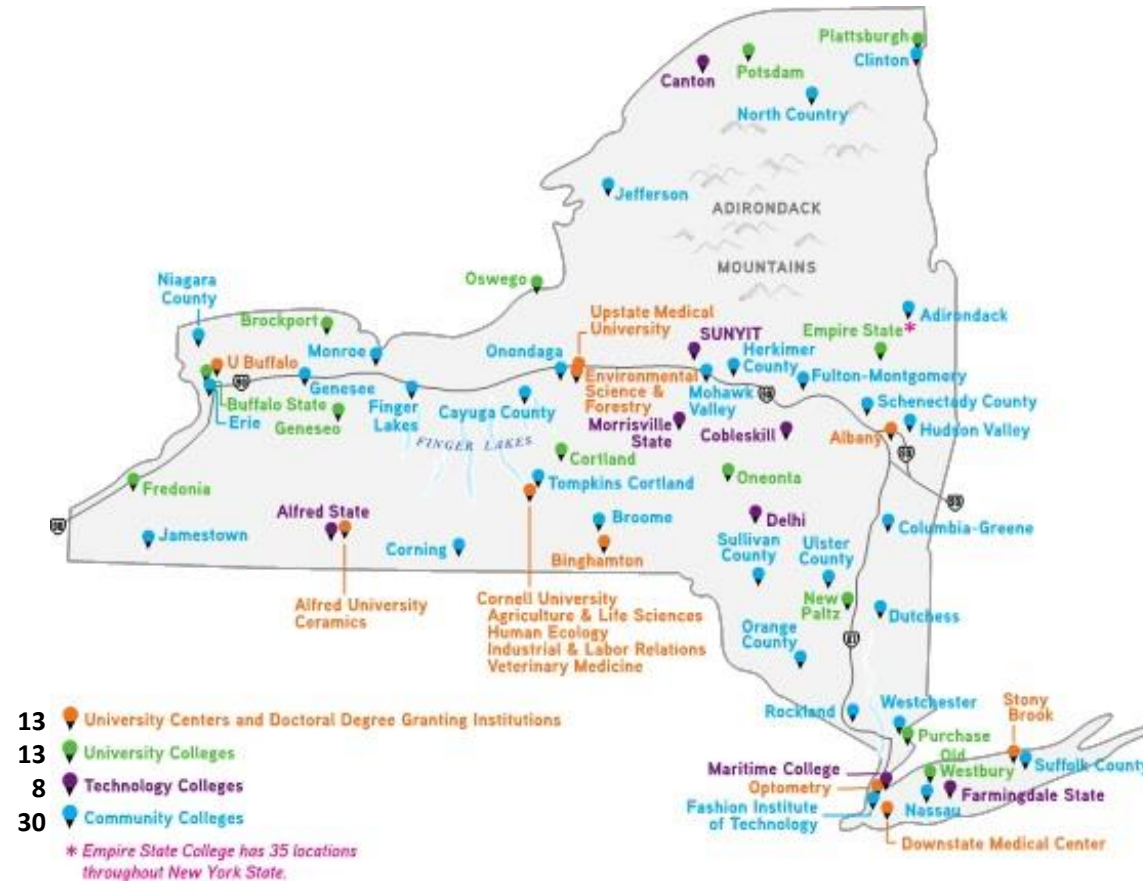 Plattsburgh
Clinton
Canton
Potsdam
North Country
Jefferson
ADIRONDACK
MOUNTAINS
Oswego
Niagara
County
Brockport
Upstate Medical
University
Adirondack
Empire State*
SUNYIT
Monroe
Onondaga
Herkimer
County
U Buffalo
Genesee
Finger
Lakes
Cayuga County
Environmental
Science &
Forestry
Mohawk
Valley
Fulton-Montgomery
90
90
Buffalo State
Erie
Geneseo
Schenectady County
Morrisville
State
Cobleskill
Albany
Hudson Valley
FINGER LAKES
Cortland
Oneonta
Fredonia
Tompkins Cortland
Alfred State
Delhi
Jamestown
Corning
Broome
Binghamton
Columbia-Greene
Sullivan
County
Ulster
County
Alfred University
Ceramics
Cornell University
Agriculture & Life Sciences
Human Ecology
Industrial & Labor Relations
Veterinary Medicine
New
Paltz
Dutchess
Orange
County
87
Rockland
Westchester
Stony
Brook
Purchase
Old
Westbury
Suffolk County
Maritime College
Optometry
Fashion Institute
of Technology
Nassau
Farmingdale State
Downstate Medical Center
13 University Centers and Doctoral Degree Granting Institutions
13 University Colleges
8 Technology Colleges
30 Community Colleges
* Empire State College has 35 locations
throughout New York State.